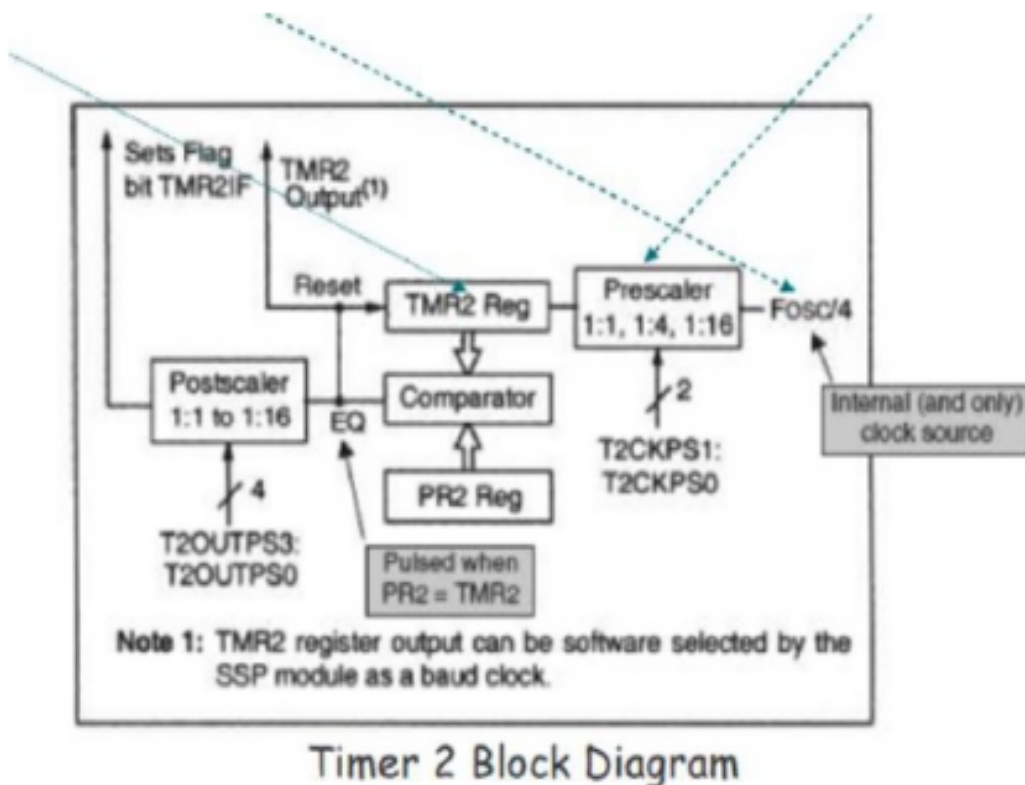 Sets Flag
bit TMR2IF
TMR2
Output(1)
Reset
TMR2 Reg
Prescaler
1:1, 1:4, 1:16
Fosc/4
Postscaler
1:1 to 1:16
EQ
Comparator
2
Internal (and only)
clock source
T2CKPS1:
T2CKPS0
4
PR2 Reg
T2OUTPS3:
T2OUTPS0
Pulsed when
PR2 = TMR2
Note 1: TMR2 register output can be software selected by the
SSP module as a baud clock.
Timer 2 Block Diagram